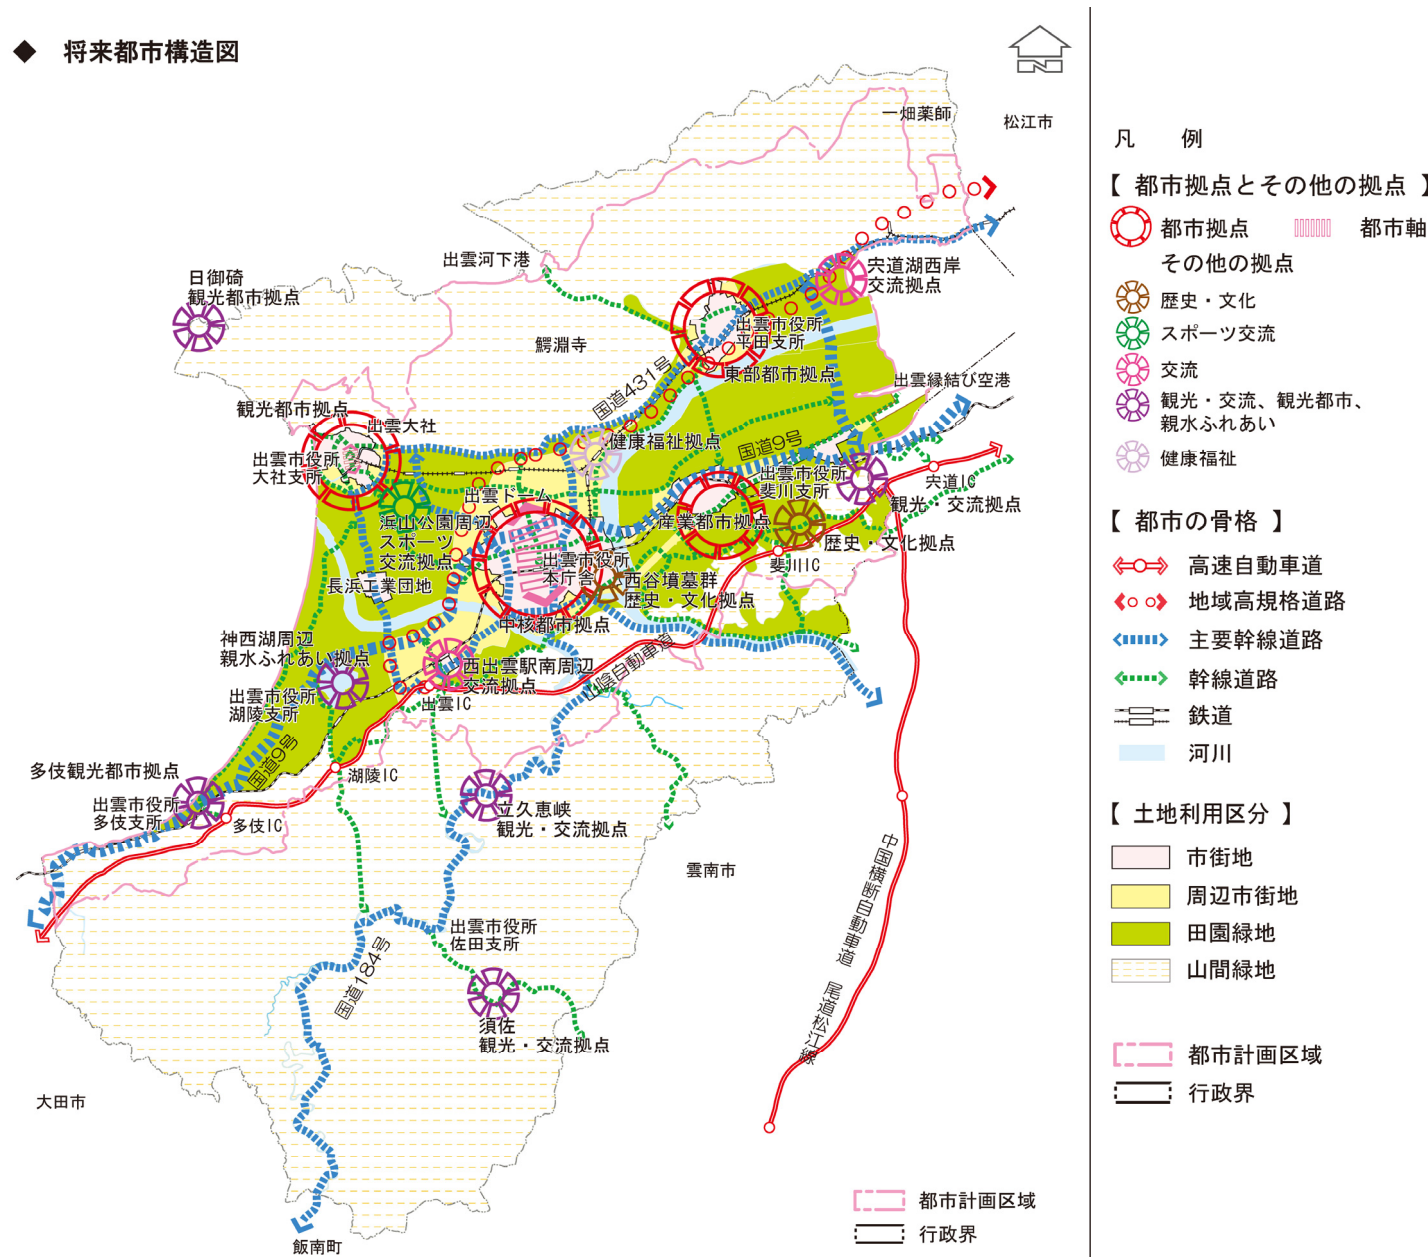 ◆ 将来都市構造図
N
一畑薬師
松江市
出雲河下港
宍道湖西岸
交流拠点
日御碕
観光都市拠点
出雲市役所
平田支所
鰐淵寺
国道431号
東部都市拠点
出雲縁結び空港
観光都市拠点
出雲大社
健康福祉拠点
国道9号
出雲市役所
大社支所
出雲市役所
斐川支所
宍道IC
出雲ドーム
観光・交流拠点
浜山公園周辺
スポーツ
交流拠点
産業都市拠点
歴史・文化拠点
出雲市役所
本庁舎
斐川IC
長浜工業団地
西谷墳墓群
歴史・文化拠点
中核都市拠点
神西湖周辺
親水ふれあい拠点
西出雲駅南周辺
交流拠点
山陰自動車道
出雲市役所
湖陵支所
出雲IC
国道9号
多伎観光都市拠点
湖陵IC
出雲市役所
多伎支所
多伎IC
立久恵峡
観光・交流拠点
雲南市
中国横断自動車道 尾道松江線
出雲市役所
佐田支所
国道184号
須佐
観光・交流拠点
大田市
飯南町
都市計画区域
行政界
凡 例
【 都市拠点とその他の拠点 】
都市拠点 都市軸
その他の拠点
歴史・文化
スポーツ交流
交流
観光・交流、観光都市、
親水ふれあい
健康福祉
【 都市の骨格 】
高速自動車道
地域高規格道路
主要幹線道路
幹線道路
鉄道
河川
【 土地利用区分 】
市街地
周辺市街地
田園緑地
山間緑地
都市計画区域
行政界